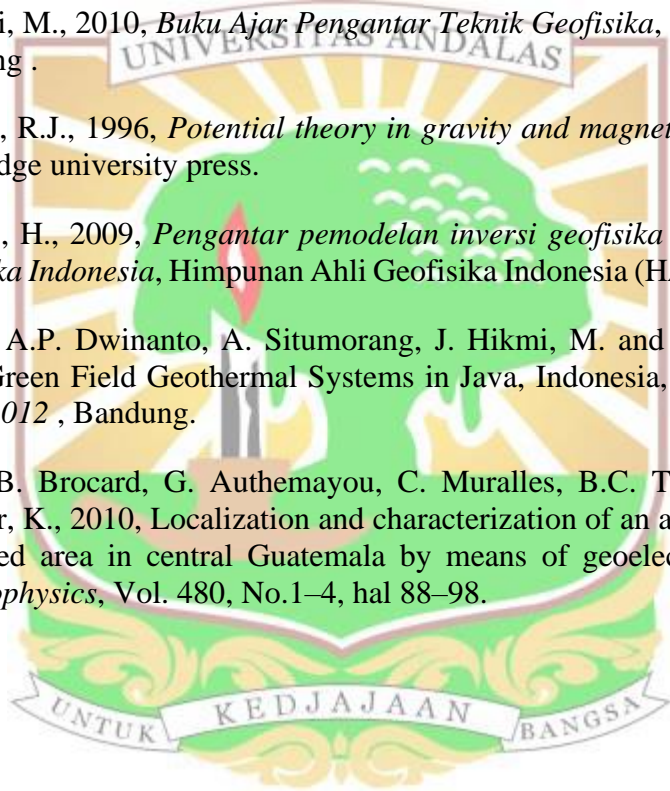 i, M., 2010, Buku Ajar Pengantar Teknik Geofisika,
UNIVERSITAS ANDALAS
ng .
, R.J., 1996, Potential theory in gravity and magnet
dge university press.
, H., 2009, Pengantar pemodelan inversi geofisika
ka Indonesia, Himpunan Ahli Geofisika Indonesia (HA
A.P. Dwinanto, A. Situmorang, J. Hikmi, M. and
Green Field Geothermal Systems in Java, Indonesia,
012 , Bandung.
B. Brocard, G. Authemayou, C. Muralles, B.C. T
r, K., 2010, Localization and characterization of an a
ed area in central Guatemala by means of geoelec
ophysics, Vol. 480, No.1–4, hal 88–98.
UNTUK KEDJAJAAN BANGSA